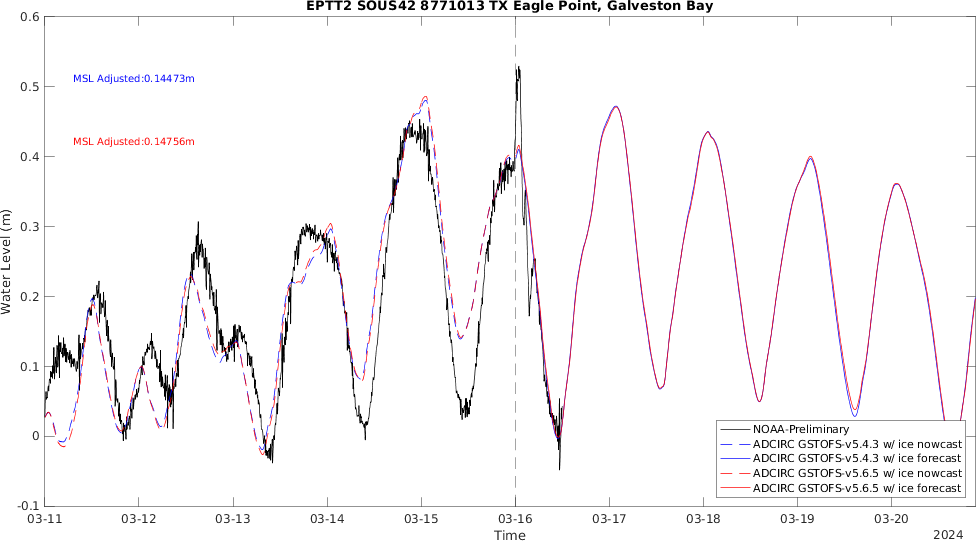 EPTT2 SOUS42 8771013 TX Eagle Point, Galveston Bay
0.6
0.5
0.4
0.3
0.2
0.1
0
-0.1
Water Level (m)
MSL Adjusted:0.14473m
MSL Adjusted:0.14756m
NOAA-Preliminary
ADCIRC GSTOFS-v5.4.3 w/ ice nowcast
ADCIRC GSTOFS-v5.4.3 w/ ice forecast
ADCIRC GSTOFS-v5.6.5 w/ ice nowcast
ADCIRC GSTOFS-v5.6.5 w/ ice forecast
03-11 03-12 03-13 03-14 03-15 03-16 03-17 03-18 03-19 03-20
Time
2024